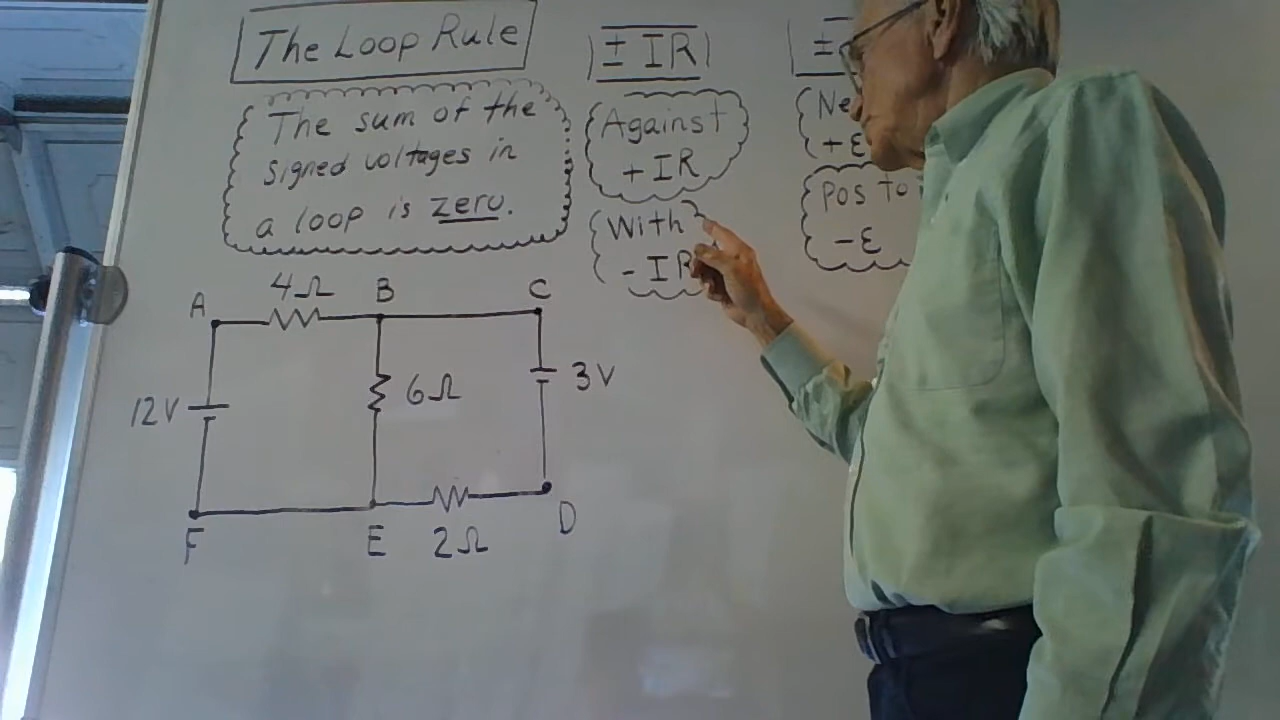 The Loop Rule
The sum of the
signed voltages in
a loop is zero.
± IR
Against
+ IR
With
- IR
±
+ ε
Pos to
- ε
4Ω
A
B
C
12V
6Ω
3V
F
E
2Ω
D